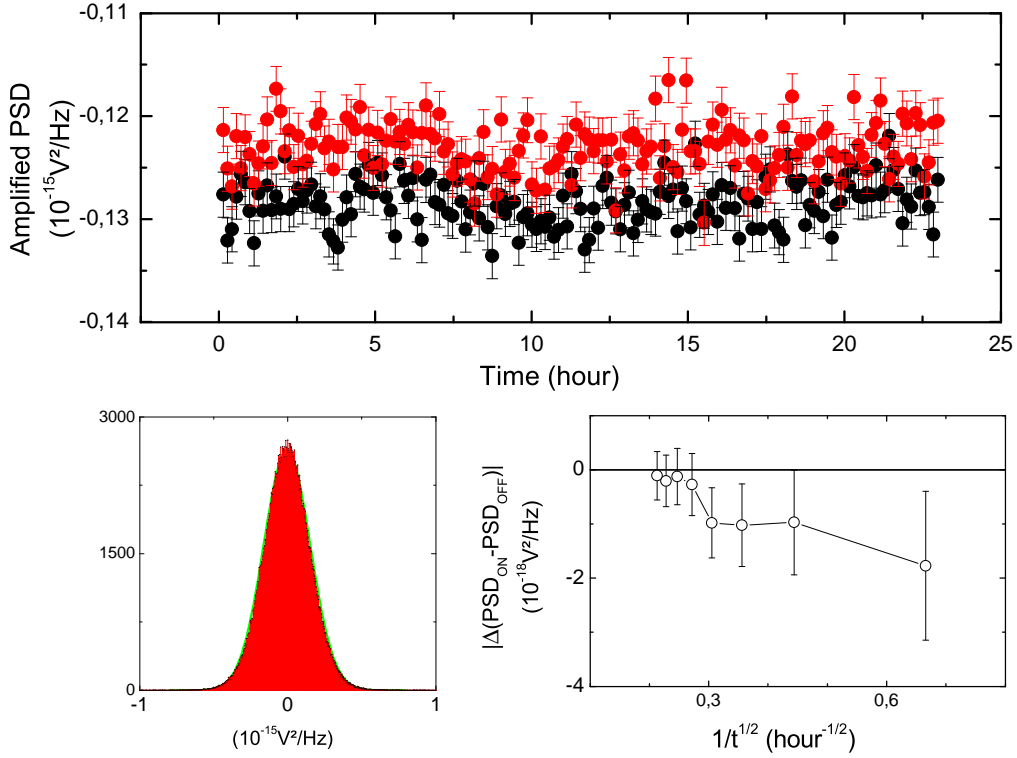 Amplified PSD
(10⁻¹⁵V²/Hz)
-0,11
-0,12
-0,13
-0,14
0 5 10 15 20 25
Time (hour)
3000
1500
0
-1 0 1
(10⁻¹⁵V²/Hz)
|Δ(PSD_ON-PSD_OFF)|
(10⁻¹⁸V²/Hz)
0
-2
-4
0,3 0,6
1/t^1/2 (hour^-1/2)